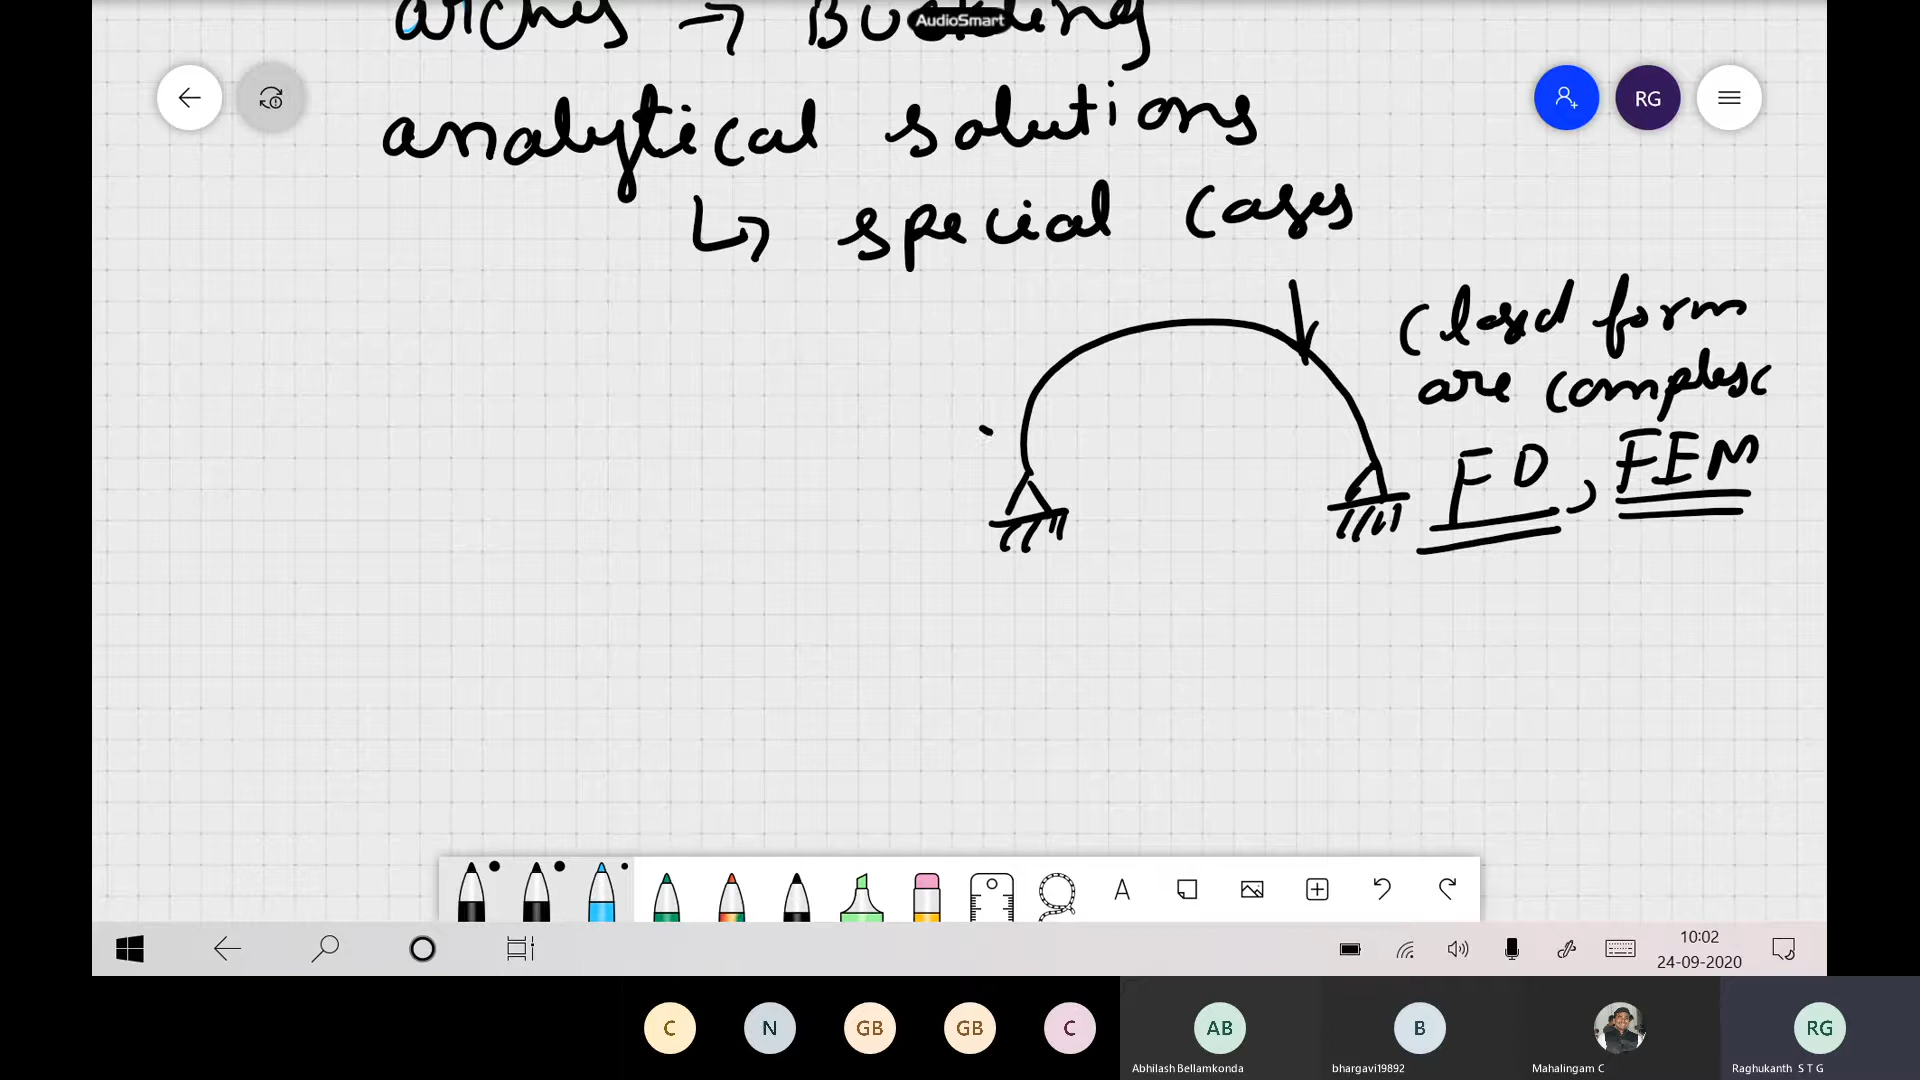 arches → Buckling
AudioSmart
analytical solutions
↳ special cases
RG
Closed form
are complex
FD, FEM
A
10:02
24-09-2020
C
N
GB
GB
C
AB
B
RG
Abhilash Bellamkonda
bhargavi19892
Mahalingam C
Raghukanth S T G